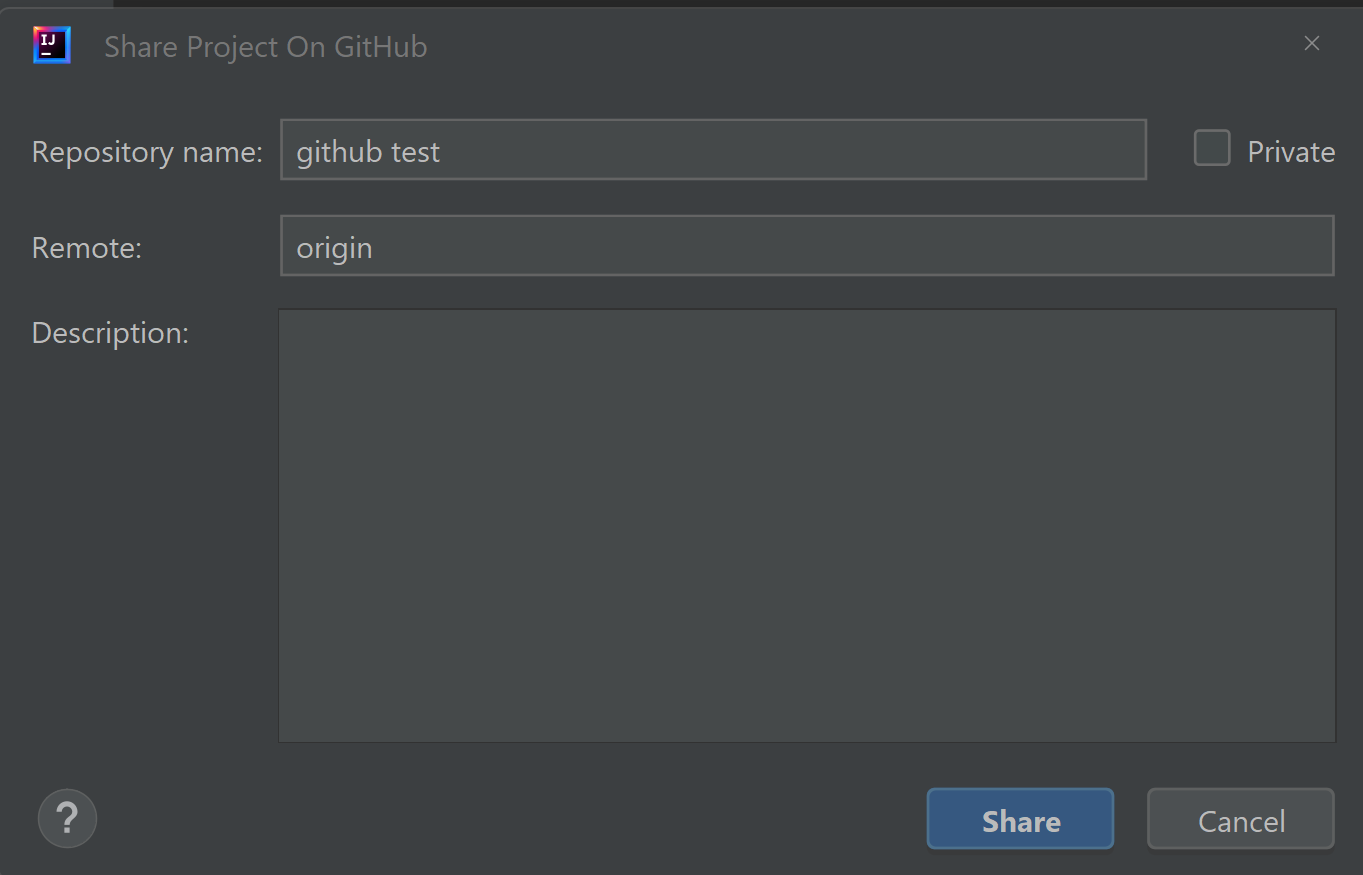 IJ
Share Project On GitHub
Repository name: github test Private
Remote: origin
Description:
? Share Cancel